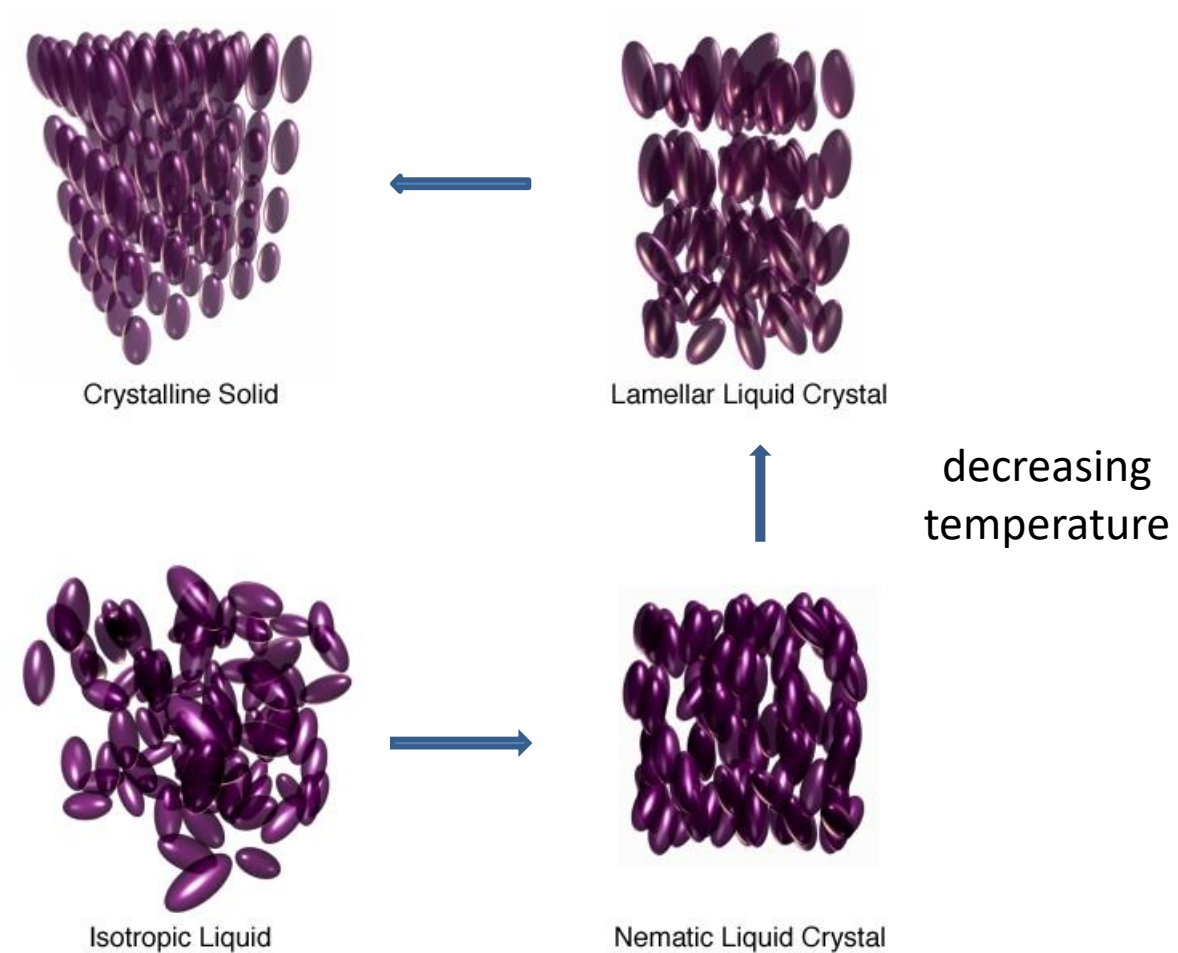 Crystalline Solid
Lamellar Liquid Crystal
decreasing
temperature
Isotropic Liquid
Nematic Liquid Crystal